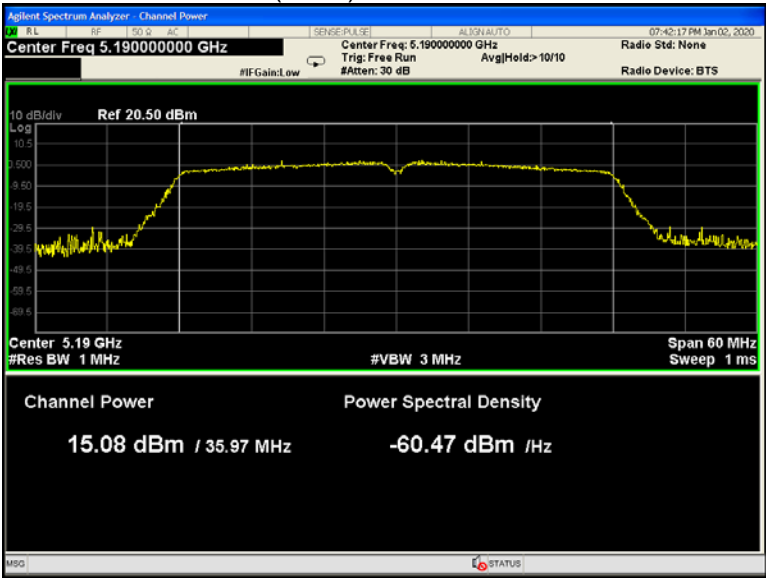 Agilent Spectrum Analyzer - Channel Power
RL RF 50 Ω AC SENSE:PULSE ALIGN AUTO 07:42:17 PM Jan 02, 2020
Center Freq 5.190000000 GHz Center Freq: 5.190000000 GHz Radio Std: None
Trig: Free Run Avg|Hold:> 10/10
#IFGain:Low #Atten: 30 dB Radio Device: BTS
10 dB/div Ref 20.50 dBm
Log
10.5
0.500
-9.50
-19.5
-29.5
-39.5
-49.5
-59.5
-69.5
Center 5.19 GHz Span 60 MHz
#Res BW 1 MHz #VBW 3 MHz Sweep 1 ms
Channel Power Power Spectral Density
15.08 dBm / 35.97 MHz -60.47 dBm /Hz
MSG STATUS